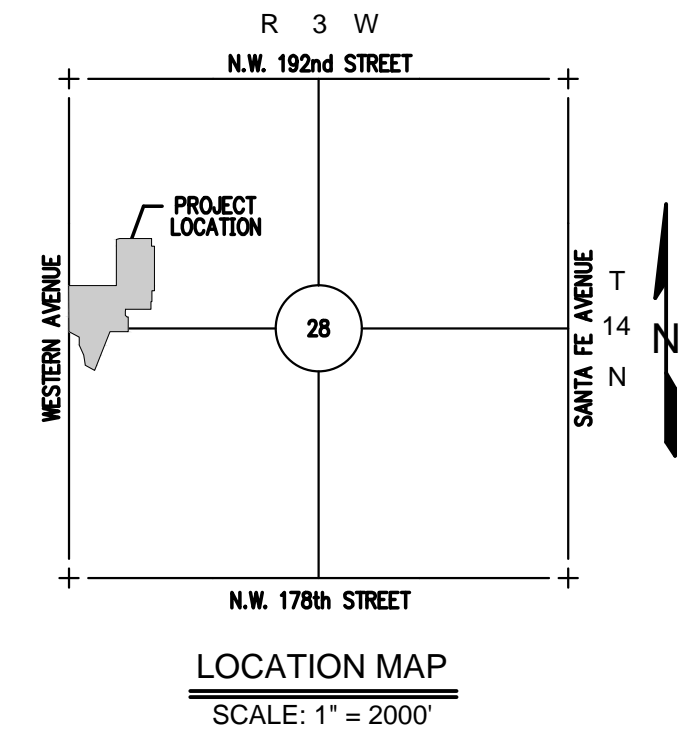 R 3 W
N.W. 192nd STREET
PROJECT
LOCATION
WESTERN AVENUE
28
SANTA FE AVENUE
T
14
N
N
N.W. 178th STREET
LOCATION MAP
SCALE: 1" = 2000'